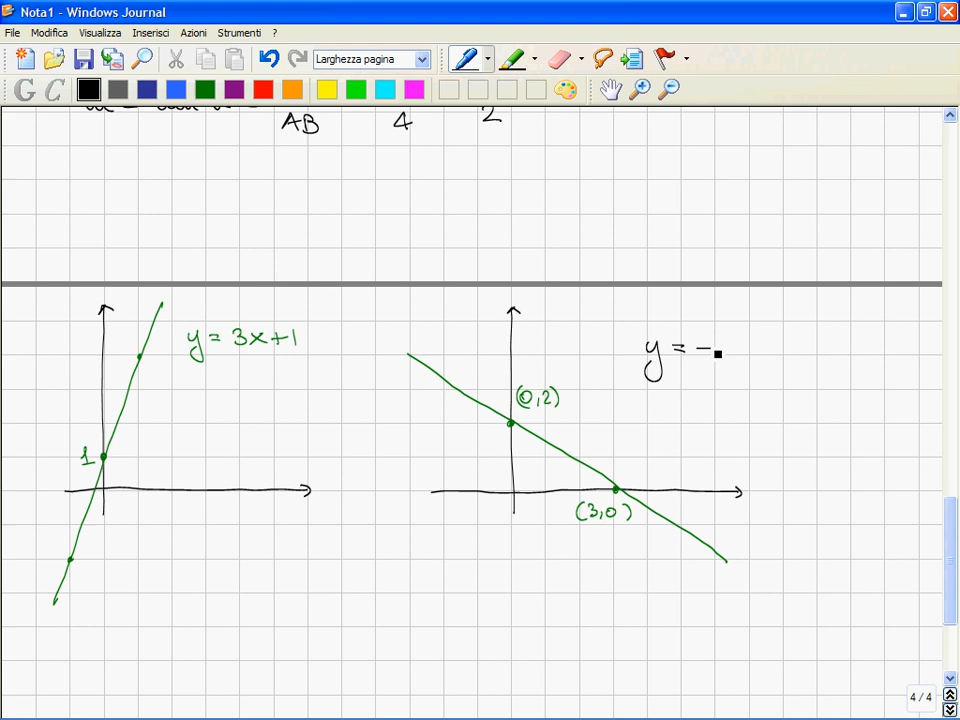 Nota1 - Windows Journal
File Modifica Visualizza Inserisci Azioni Strumenti ?
Larghezza pagina
AB 4 2
y = 3x+1
y = -
(0,2)
1
(3,0)
4 / 4